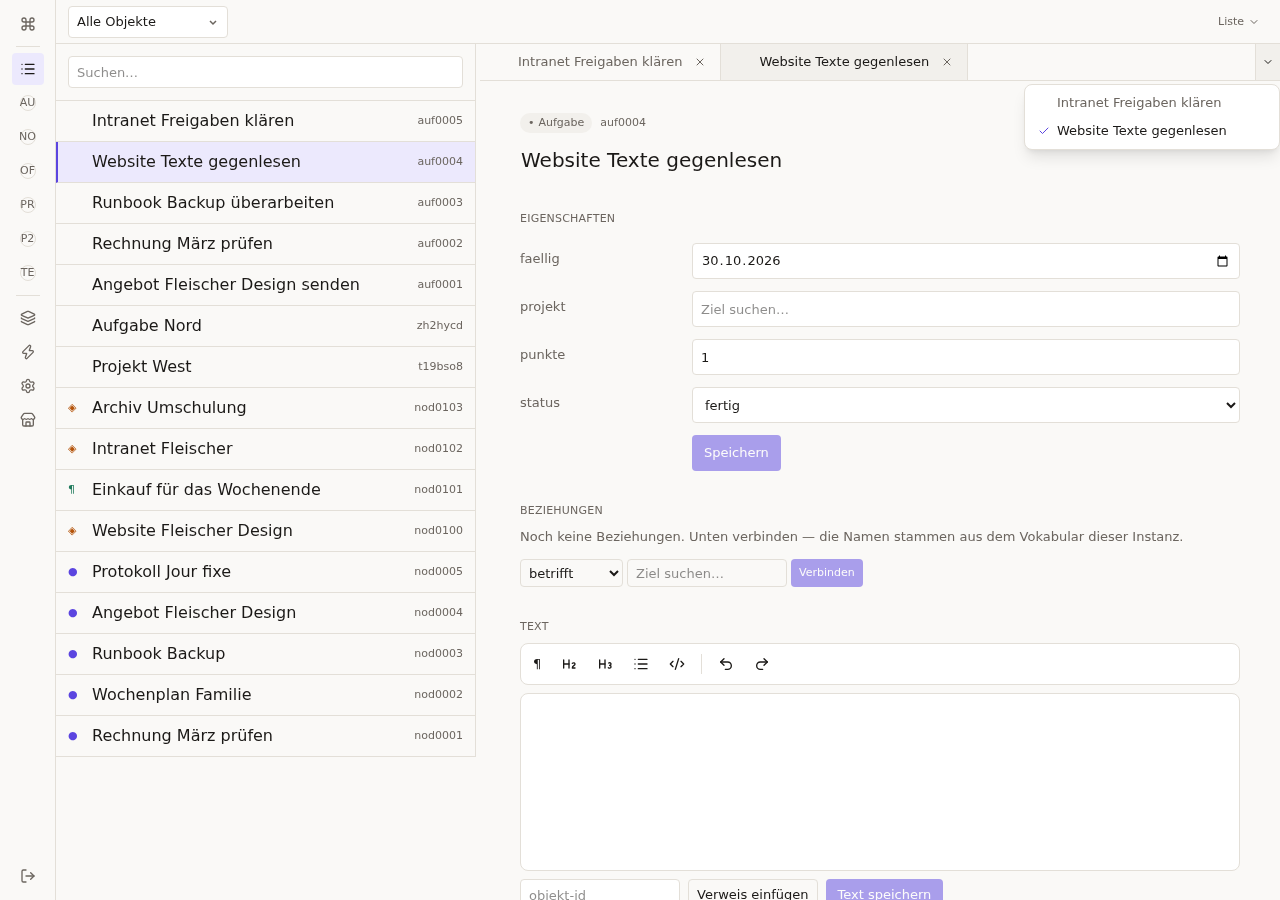 Alle Objekte
Liste
AU
NO
OF
PR
P2
TE
Suchen…
Intranet Freigaben klären auf0005
Website Texte gegenlesen auf0004
Runbook Backup überarbeiten auf0003
Rechnung März prüfen auf0002
Angebot Fleischer Design senden auf0001
Aufgabe Nord zh2hycd
Projekt West t19bso8
Archiv Umschulung nod0103
Intranet Fleischer nod0102
¶ Einkauf für das Wochenende nod0101
Website Fleischer Design nod0100
Protokoll Jour fixe nod0005
Angebot Fleischer Design nod0004
Runbook Backup nod0003
Wochenplan Familie nod0002
Rechnung März prüfen nod0001
Intranet Freigaben klären
Website Texte gegenlesen
Intranet Freigaben klären
Website Texte gegenlesen
• Aufgabe auf0004
Website Texte gegenlesen
EIGENSCHAFTEN
faellig 30.10.2026
projekt Ziel suchen…
punkte 1
status fertig
Speichern
BEZIEHUNGEN
Noch keine Beziehungen. Unten verbinden — die Namen stammen aus dem Vokabular dieser Instanz.
betrifft Ziel suchen… Verbinden
TEXT
¶ H2 H3
objekt-id Verweis einfügen Text speichern